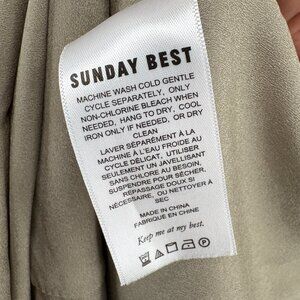 SUNDAY BEST
MACHINE WASH COLD GENTLE
CYCLE SEPARATELY, ONLY
NON-CHLORINE BLEACH WHEN
NEEDED, HANG TO DRY, COOL
IRON ONLY IF NEEDED, OR DRY
CLEAN
LAVER SÉPARÉMENT À LA
MACHINE À L'EAU FROIDE AU
CYCLE DÉLICAT, UTILISER
SEULEMENT UN JAVELLISANT
SANS CHLORE AU BESOIN,
SUSPENDRE POUR SÉCHER,
REPASSAGE DOUX SI
NÉCESSAIRE, OU NETTOYER À
SEC
MADE IN CHINA
FABRIQUÉ EN CHINE
Keep me at my best.